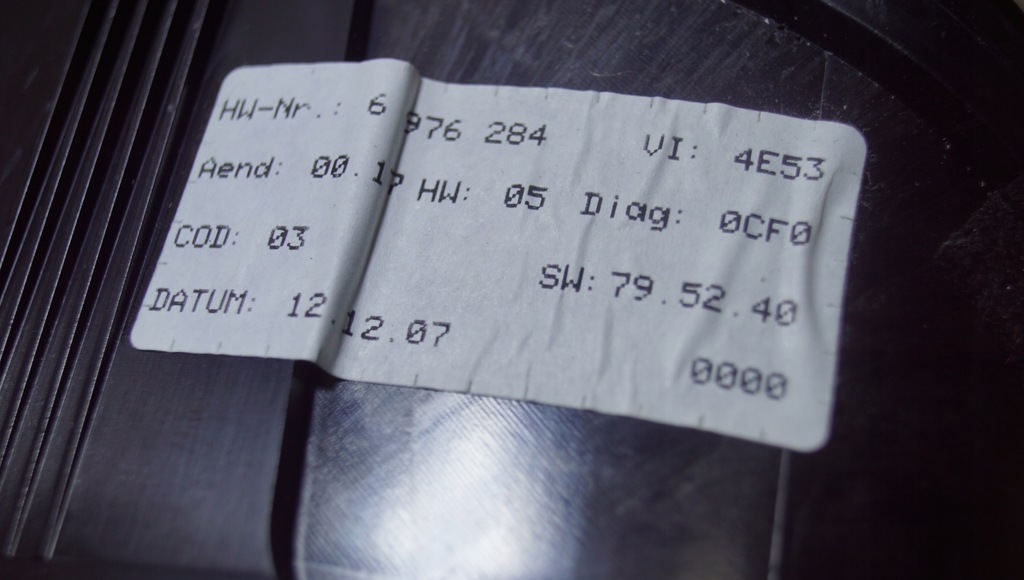 HW-Nr.: 6 976 284 VI: 4E53
Aend: 00. HW: 05 Diag: 0CF0
COD: 03 SW: 79.52.40
DATUM: 12.12.07 0000